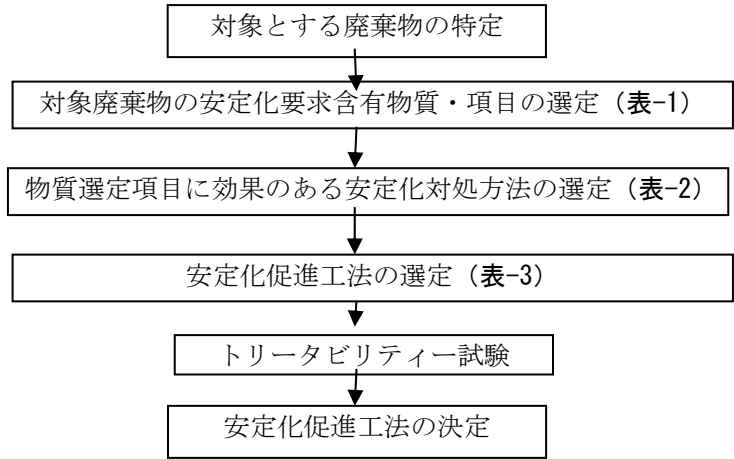 対象とする廃棄物の特定
対象廃棄物の安定化要求含有物質・項目の選定（表-1）
物質選定項目に効果のある安定化対処方法の選定（表-2）
安定化促進工法の選定（表-3）
トリータビリティー試験
安定化促進工法の決定